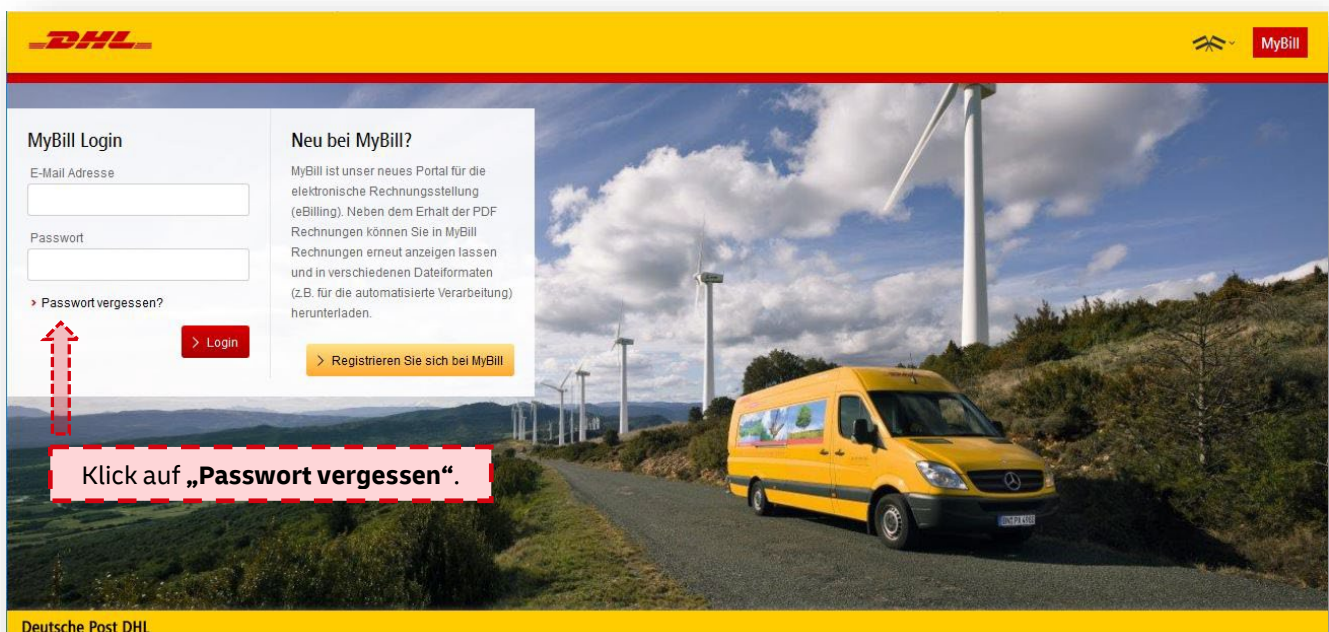 DHL
MyBill
MyBill Login
E-Mail Adresse
Passwort
Passwort vergessen?
Login
Neu bei MyBill?
MyBill ist unser neues Portal für die
elektronische Rechnungsstellung
(eBilling). Neben dem Erhalt der PDF
Rechnungen können Sie in MyBill
Rechnungen erneut anzeigen lassen
und in verschiedenen Dateiformaten
(z.B. für die automatisierte Verarbeitung)
herunterladen.
Registrieren Sie sich bei MyBill
Klick auf „Passwort vergessen“.
Deutsche Post DHL